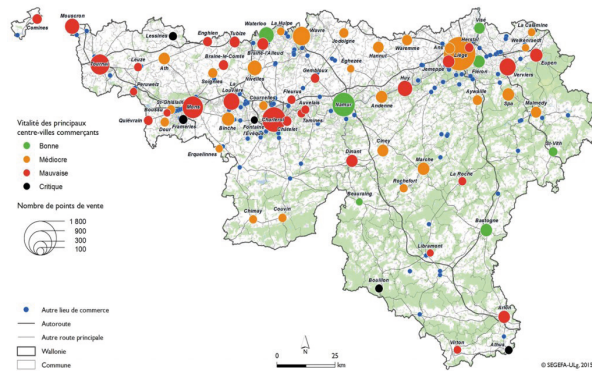 Comines
Mouscron
Tournai
Péruwelz
Leuze
Ath
Lessines
Enghien
Tubize
Braine-le-Comte
Soignies
Waterloo
Braine-l'Alleud
Nivelles
La Hulpe
Wavre
Jodoigne
Hannut
Waremme
Gembloux
Eghezée
St-Ghislain
Boussu
Quiévrain
Dour
Mons
Frameries
La
Louvière
Binche
Courcelles
Fontaine
l'Evêque
Charleroi
Châtelet
Fleurus
Auvelais
Tamines
Erquelinnes
Namur
Andenne
Huy
Ans
Liège
Herstal
Jemeppe
Fléron
Visé
La Calamine
Welkenraedt
Eupen
Verviers
Spa
Malmedy
Aywaille
St-Vith
Ciney
Dinant
Marche
Rochefort
La Roche
Beauraing
Chimay
Couvin
Bastogne
Libramont
Bouillon
Arlon
Virton
Athus
Vitalité des principaux
centre-villes commerçants
Bonne
Médiocre
Mauvaise
Critique
Nombre de points de vente
1 800
900
300
100
Autre lieu de commerce
Autoroute
Autre route principale
Wallonie
Commune
N
0
25
km
© SEGEFA-ULg, 2015